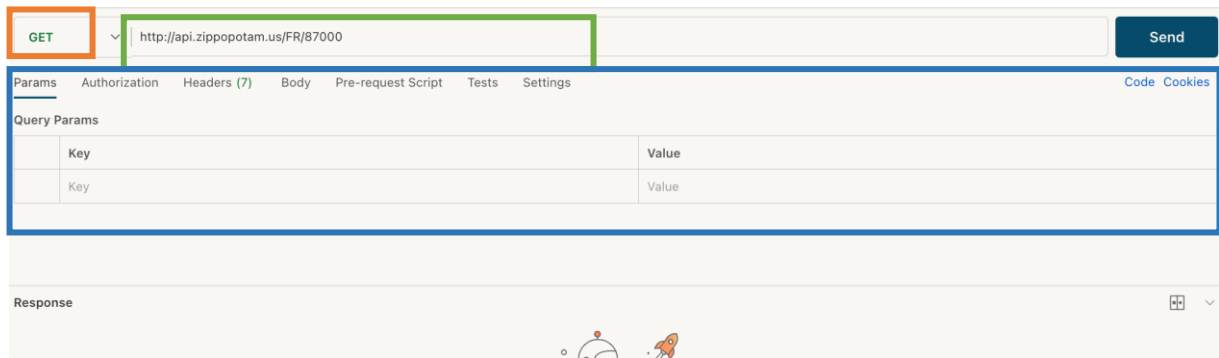 GET http://api.zippopotam.us/FR/87000 Send
Params Authorization Headers (7) Body Pre-request Script Tests Settings Code Cookies
Query Params
Key Value
Key Value
Response